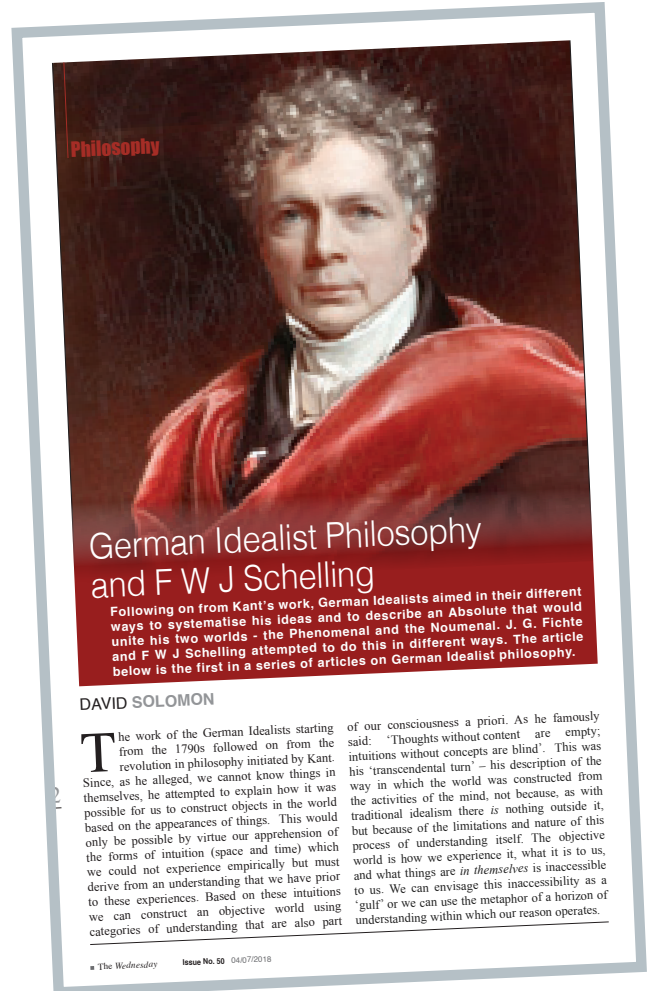 Philosophy
German Idealist Philosophy
and F W J Schelling
Following on from Kant's work, German Idealists aimed in their different
ways to systematise his ideas and to describe an Absolute that would
unite his two worlds - the Phenomenal and the Noumenal. J. G. Fichte
and F W J Schelling attempted to do this in different ways. The article
below is the first in a series of articles on German Idealist philosophy.
DAVID SOLOMON
The work of the German Idealists starting
from the 1790s followed on from the
revolution in philosophy initiated by Kant.
Since, as he alleged, we cannot know things in
themselves, he attempted to explain how it was
possible for us to construct objects in the world
based on the appearances of things. This would
only be possible by virtue our apprehension of
the forms of intuition (space and time) which
we could not experience empirically but must
derive from an understanding that we have prior
to these experiences. Based on these intuitions
we can construct an objective world using
categories of understanding that are also part
of our consciousness a priori. As he famously
said: 'Thoughts without content are empty;
intuitions without concepts are blind'. This was
his 'transcendental turn' – his description of the
way in which the world was constructed from
the activities of the mind, not because, as with
traditional idealism there is nothing outside it,
but because of the limitations and nature of this
process of understanding itself. The objective
world is how we experience it, what it is to us,
and what things are in themselves is inaccessible
to us. We can envisage this inaccessibility as a
'gulf' or we can use the metaphor of a horizon of
understanding within which our reason operates.
The Wednesday
Issue No. 50 04/07/2018